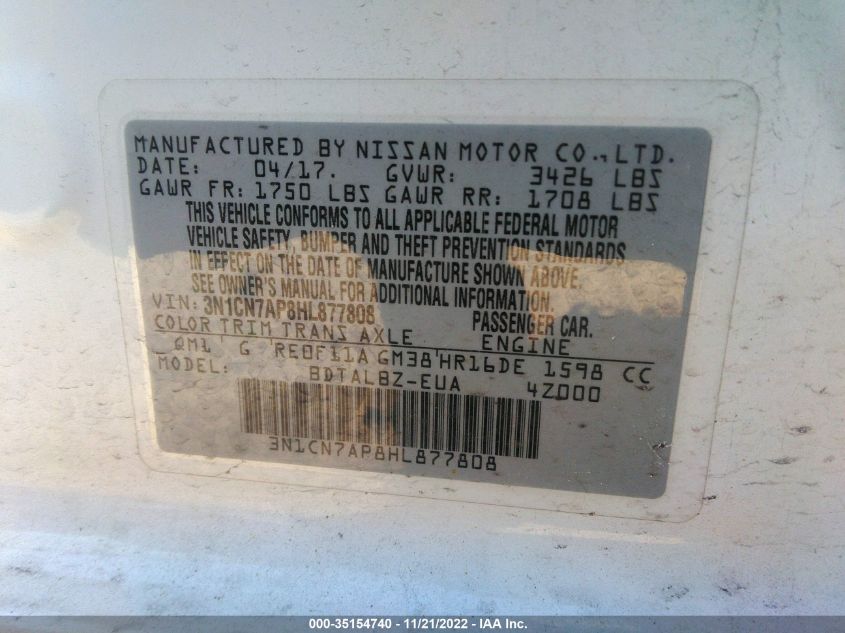 MANUFACTURED BY NISSAN MOTOR CO., LTD.
DATE: 04/17. GVWR: 3426 LBS
GAWR FR: 1750 LBS GAWR RR: 1708 LBS
THIS VEHICLE CONFORMS TO ALL APPLICABLE FEDERAL MOTOR
VEHICLE SAFETY, BUMPER AND THEFT PREVENTION STANDARDS
IN EFFECT ON THE DATE OF MANUFACTURE SHOWN ABOVE.
SEE OWNER'S MANUAL FOR ADDITIONAL INFORMATION
VIN: 3N1CN7AP8HL877808 PASSENGER CAR.
COLOR TRIM TRANS AXLE ENGINE
QM1 G RE0F11A GM38 HR16DE 1598 CC
MODEL: BDTALBZ-EUA 4Z000
3N1CN7AP8HL877808
000-35154740 - 11/21/2022 - IAA Inc.